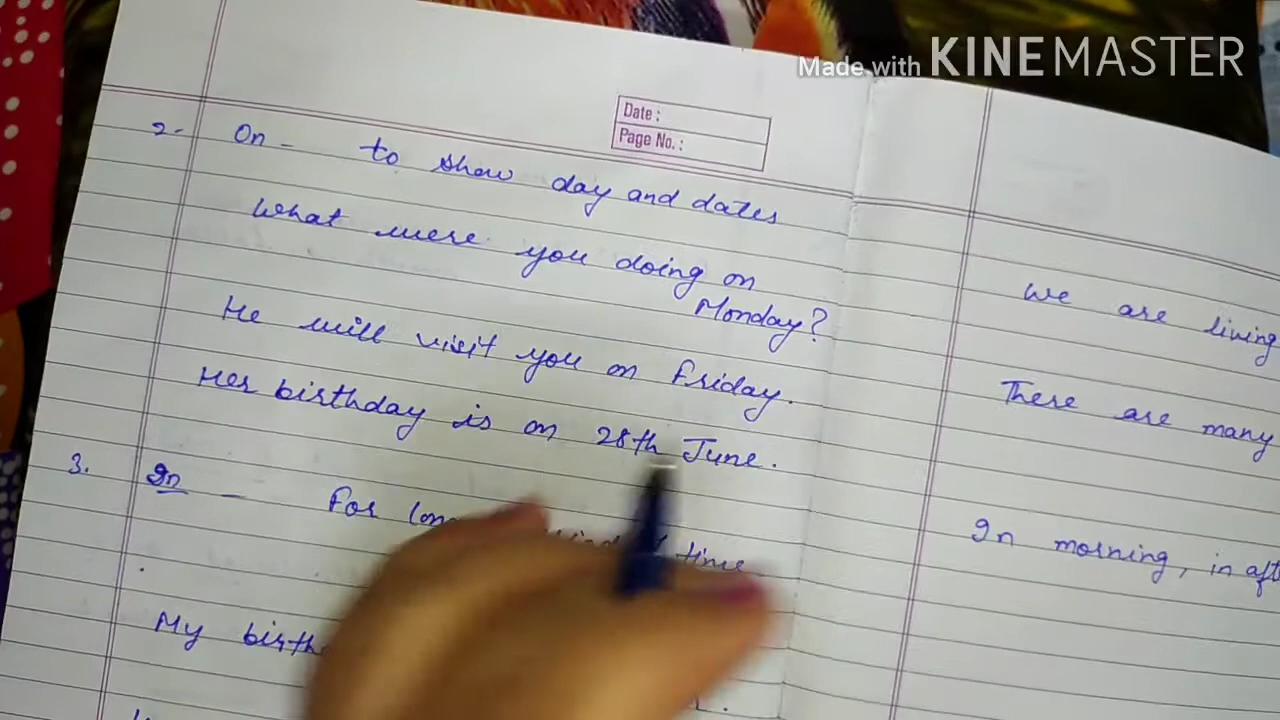 Made with KINEMASTER
Date :
Page No. :
2- On - to show day and dates
What were you doing on
Monday?
He will visit you on Friday.
Her birthday is on 28th June.
3. In - For time
My
We are living
There are many
In morning, in